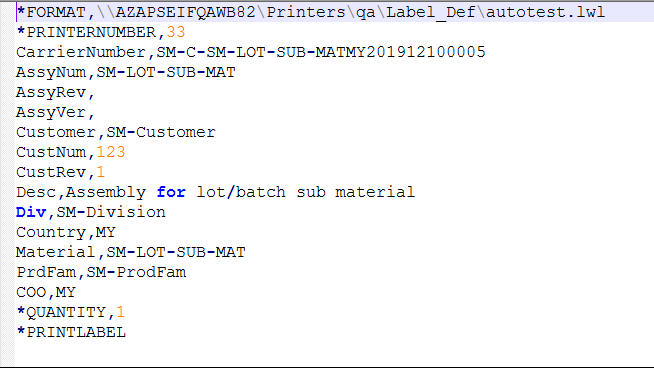 *FORMAT,\\AZAPSEIFQAWB82\Printers\qa\Label_Def\autotest.lwl
*PRINTERNUMBER,33
CarrierNumber,SM-C-SM-LOT-SUB-MATMY201912100005
AssyNum,SM-LOT-SUB-MAT
AssyRev,
AssyVer,
Customer,SM-Customer
CustNum,123
CustRev,1
Desc,Assembly for lot/batch sub material
Div,SM-Division
Country,MY
Material,SM-LOT-SUB-MAT
PrdFam,SM-ProdFam
COO,MY
*QUANTITY,1
*PRINTLABEL